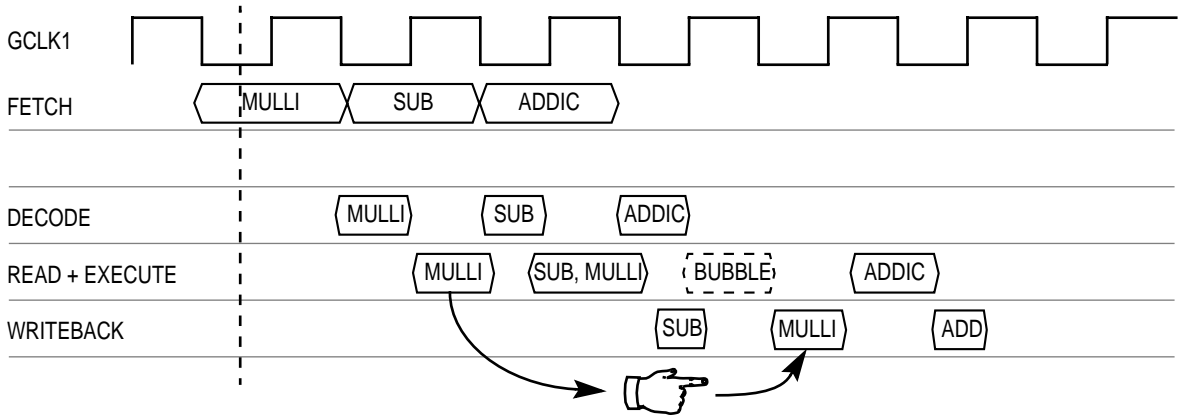 GCLK1
FETCH MULLI SUB ADDIC
DECODE MULLI SUB ADDIC
READ + EXECUTE MULLI SUB, MULLI BUBBLE ADDIC
WRITEBACK SUB MULLI ADD